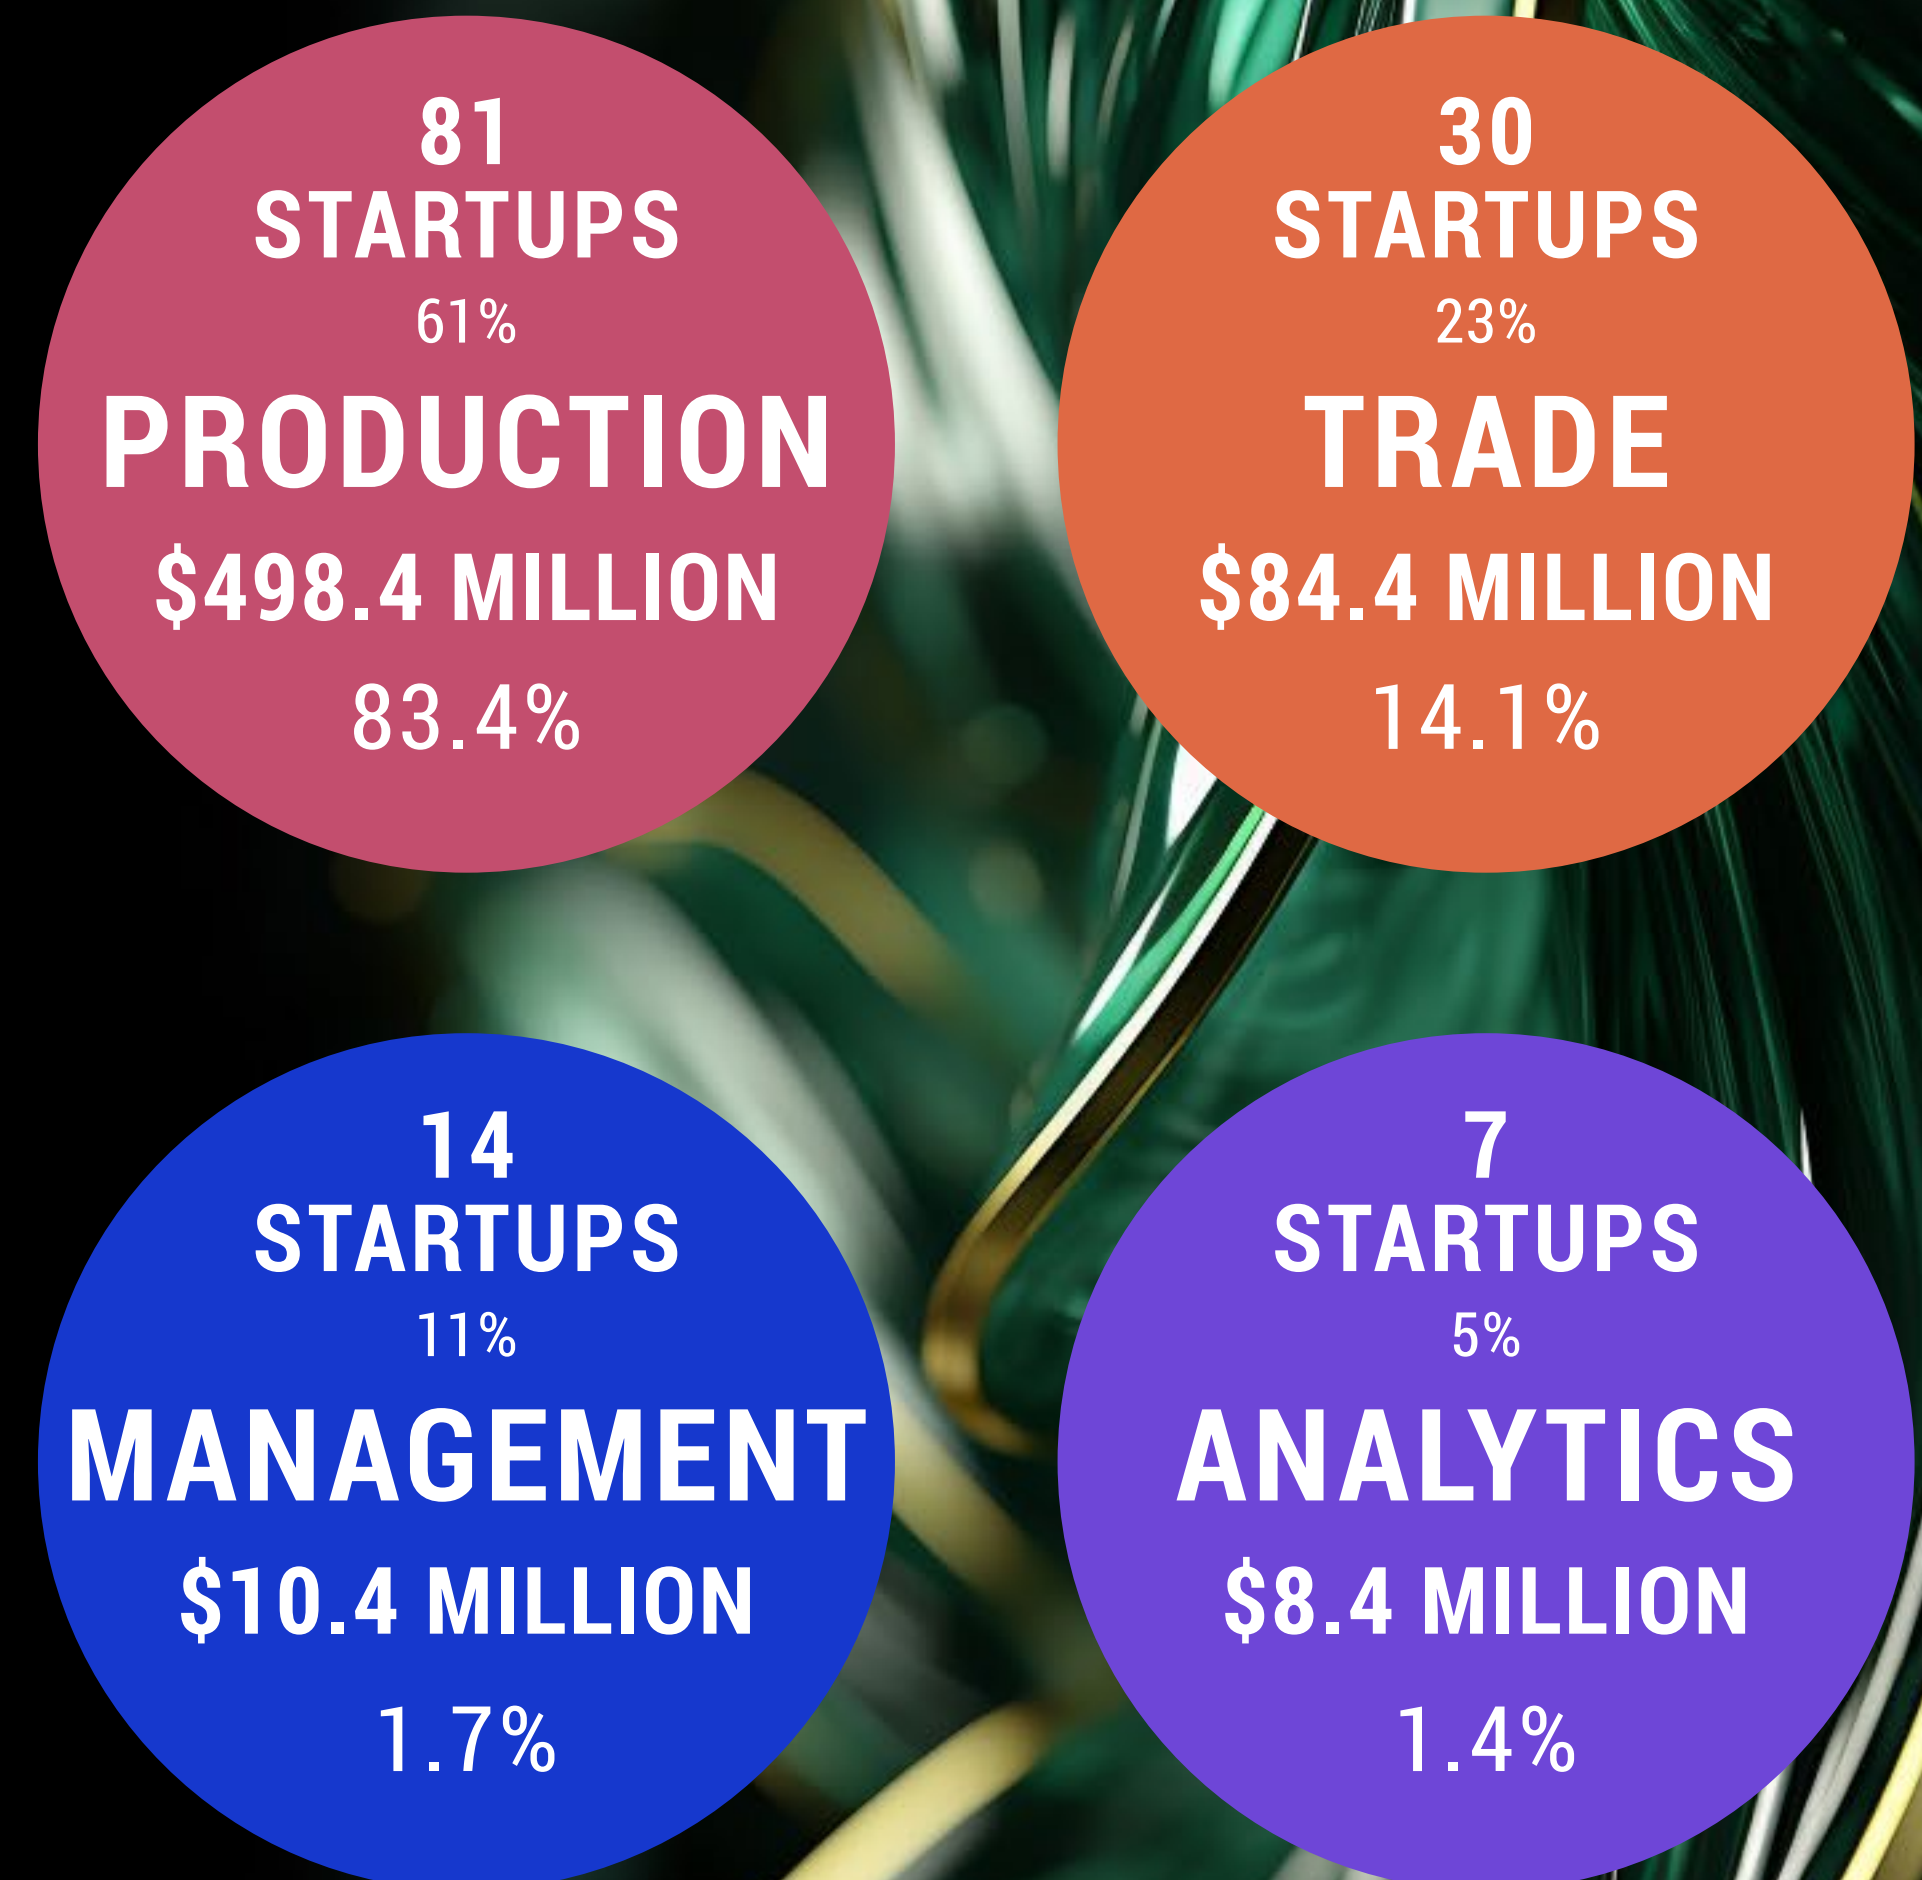 81
STARTUPS
61%
PRODUCTION
$498.4 MILLION
83.4%
30
STARTUPS
23%
TRADE
$84.4 MILLION
14.1%
14
STARTUPS
11%
MANAGEMENT
$10.4 MILLION
1.7%
7
STARTUPS
5%
ANALYTICS
$8.4 MILLION
1.4%